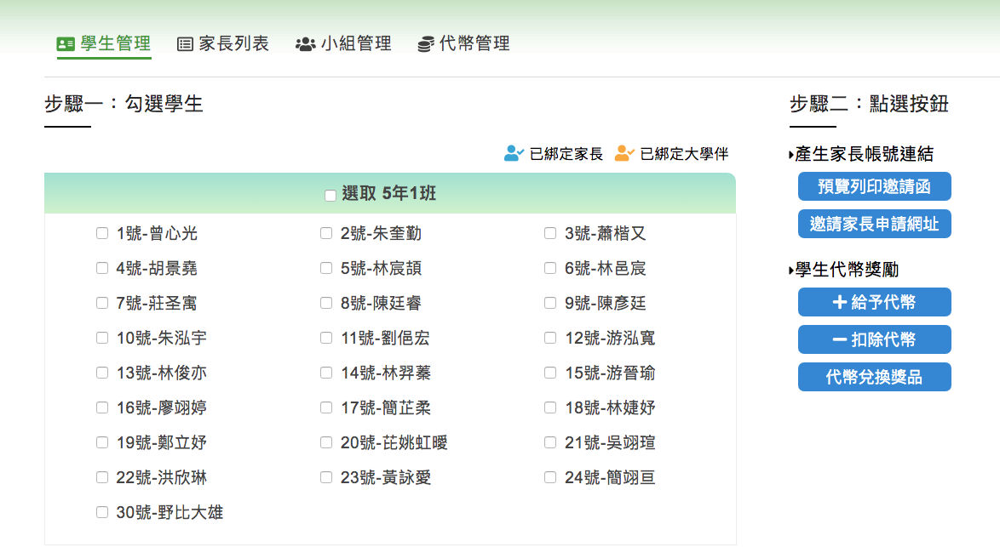 學生管理 家長列表 小組管理 代幣管理
步驟一：勾選學生
已綁定家長 已綁定大學伴
選取 5年1班
1號-曾心光 2號-朱奎勤 3號-蕭楷又
4號-胡景堯 5號-林宸頡 6號-林邑宸
7號-莊圣寓 8號-陳廷睿 9號-陳彥廷
10號-朱泓宇 11號-劉俋宏 12號-游泓寬
13號-林俊亦 14號-林羿蓁 15號-游晉瑜
16號-廖翊婷 17號-簡芷柔 18號-林婕妤
19號-鄭立妤 20號-芘姚虹曖 21號-吳翊瑄
22號-洪欣琳 23號-黃詠愛 24號-簡翊亘
30號-野比大雄
步驟二：點選按鈕
產生家長帳號連結
預覽列印邀請函
邀請家長申請網址
學生代幣獎勵
+ 給予代幣
− 扣除代幣
代幣兌換獎品